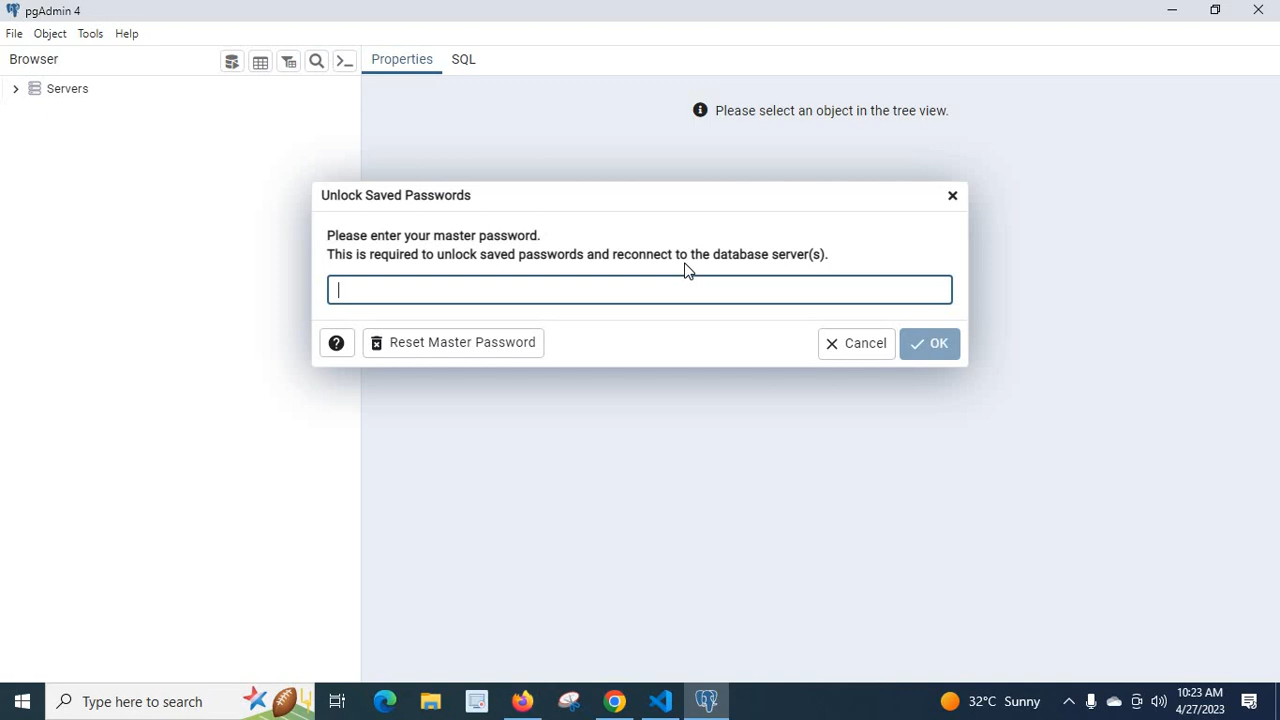 pgAdmin 4
File Object Tools Help
Browser
Properties SQL
Servers
Please select an object in the tree view.
Unlock Saved Passwords
Please enter your master password.
This is required to unlock saved passwords and reconnect to the database server(s).
Reset Master Password
Cancel
OK
Type here to search
32°C Sunny
10:23 AM
4/27/2023